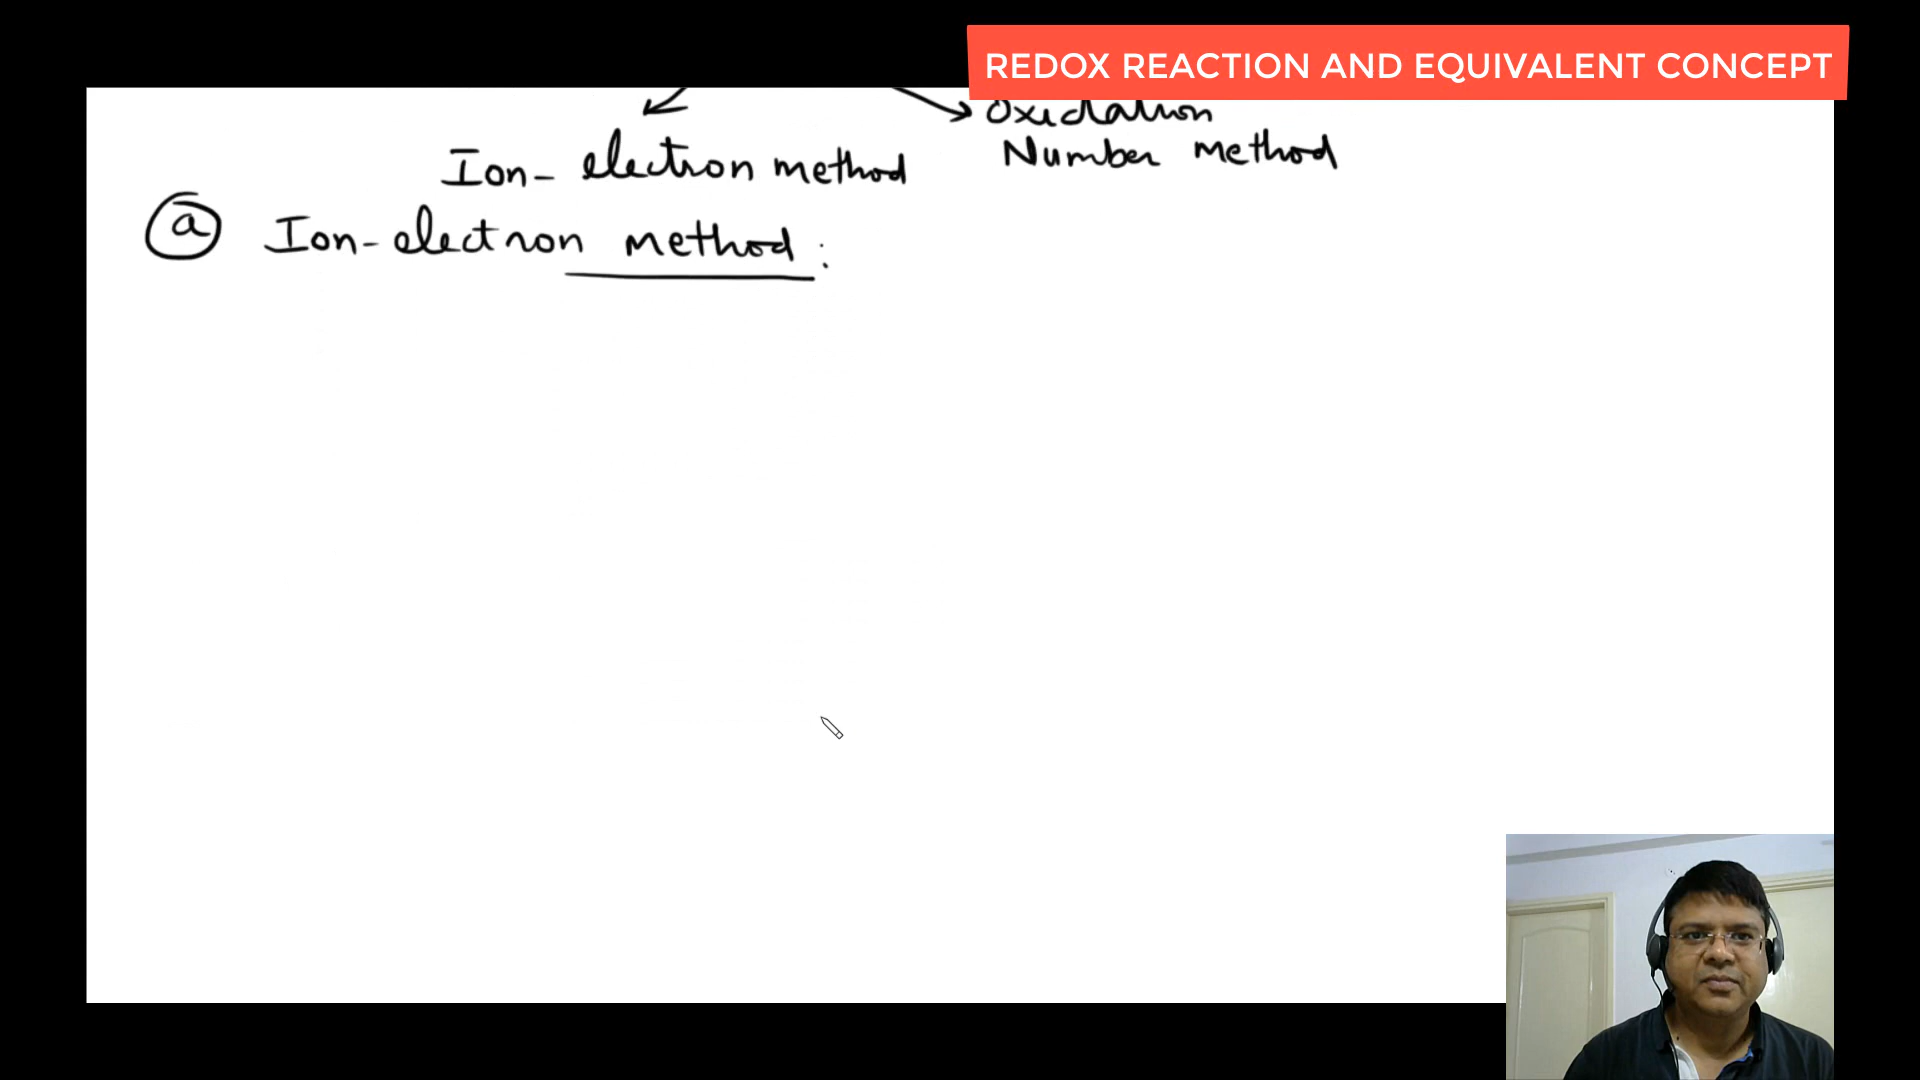 REDOX REACTION AND EQUIVALENT CONCEPT
Oxidation
Ion- electron method
Number method
a Ion-electron method :